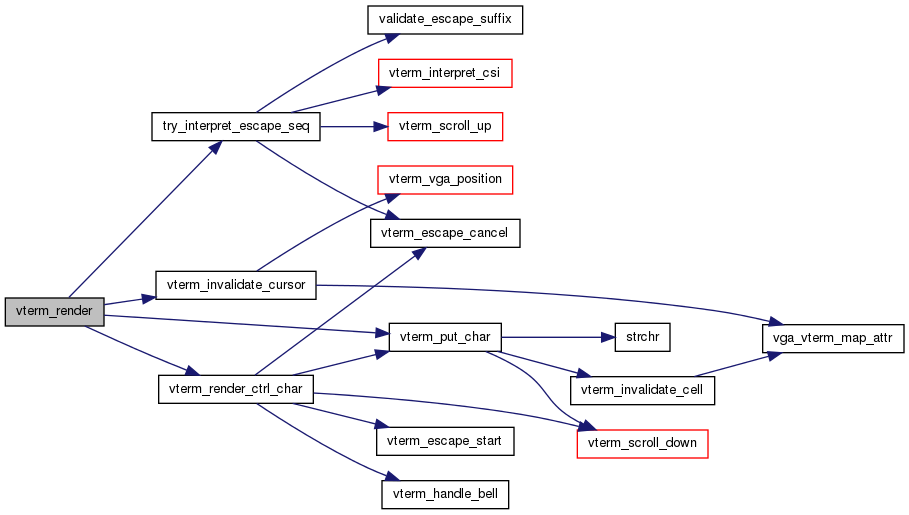 validate_escape_suffix
vterm_interpret_csi
try_interpret_escape_seq
vterm_scroll_up
vterm_vga_position
vterm_escape_cancel
vterm_invalidate_cursor
vterm_render
vterm_put_char
strchr
vga_vterm_map_attr
vterm_render_ctrl_char
vterm_invalidate_cell
vterm_escape_start
vterm_scroll_down
vterm_handle_bell